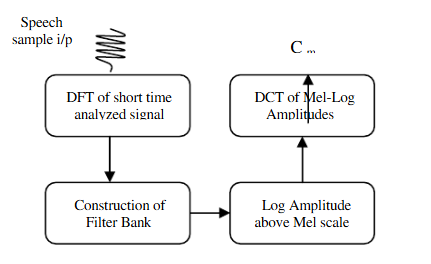 Speech
sample i/p
C m
DFT of short time
analyzed signal
DCT of Mel-Log
Amplitudes
Construction of
Filter Bank
Log Amplitude
above Mel scale